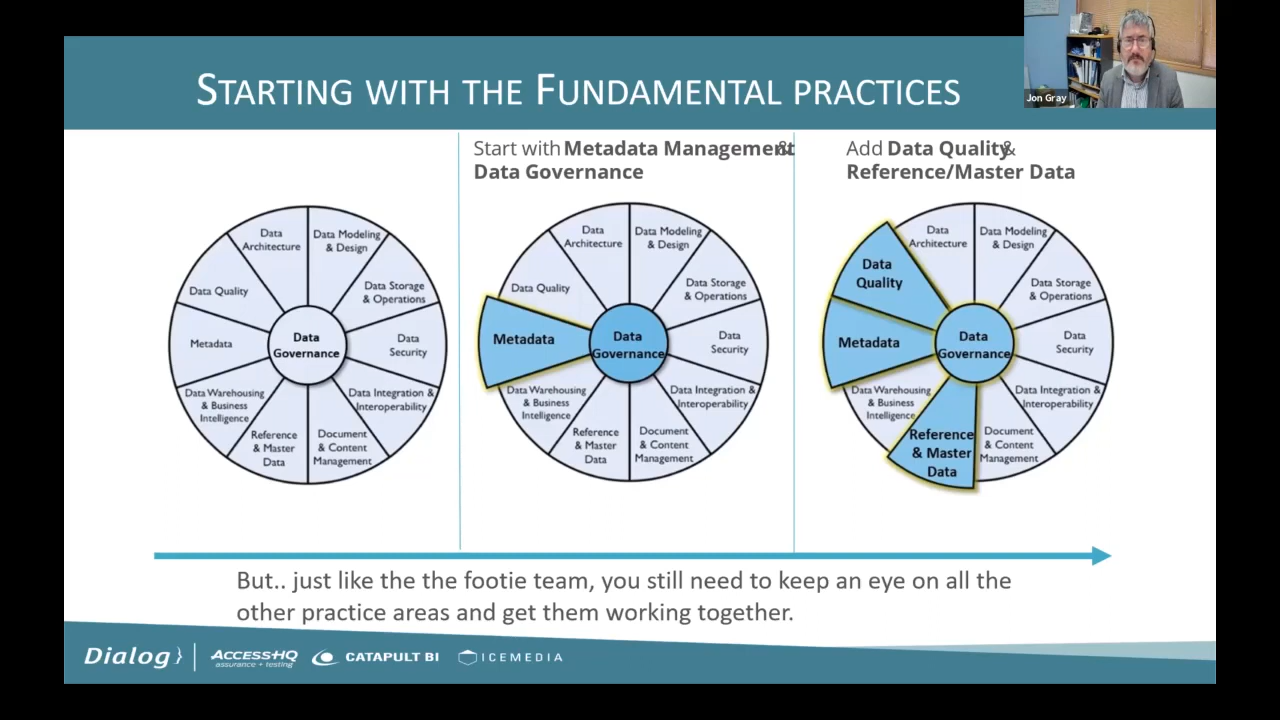 STARTING WITH THE FUNDAMENTAL PRACTICES
Jon Gray
Start with Metadata Management &
Data Governance
Add Data Quality &
Reference/Master Data
Data
Architecture
Data Modeling
& Design
Data Storage
& Operations
Data
Security
Data Integration &
Interoperability
Document
& Content
Management
Reference
& Master
Data
Data Warehousing
& Business
Intelligence
Metadata
Data Quality
Data
Governance
Data
Architecture
Data Modeling
& Design
Data Storage
& Operations
Data
Security
Data Integration &
Interoperability
Document
& Content
Management
Reference
& Master
Data
Data Warehousing
& Business
Intelligence
Metadata
Data Quality
Data
Governance
Data
Architecture
Data Modeling
& Design
Data Storage
& Operations
Data
Security
Data Integration &
Interoperability
Document
& Content
Management
Reference
& Master
Data
Data Warehousing
& Business
Intelligence
Metadata
Data
Quality
Data
Governance
But.. just like the the footie team, you still need to keep an eye on all the
other practice areas and get them working together.
Dialog}
ACCESSHQ
assurance + testing
CATAPULT BI
ICEMEDIA